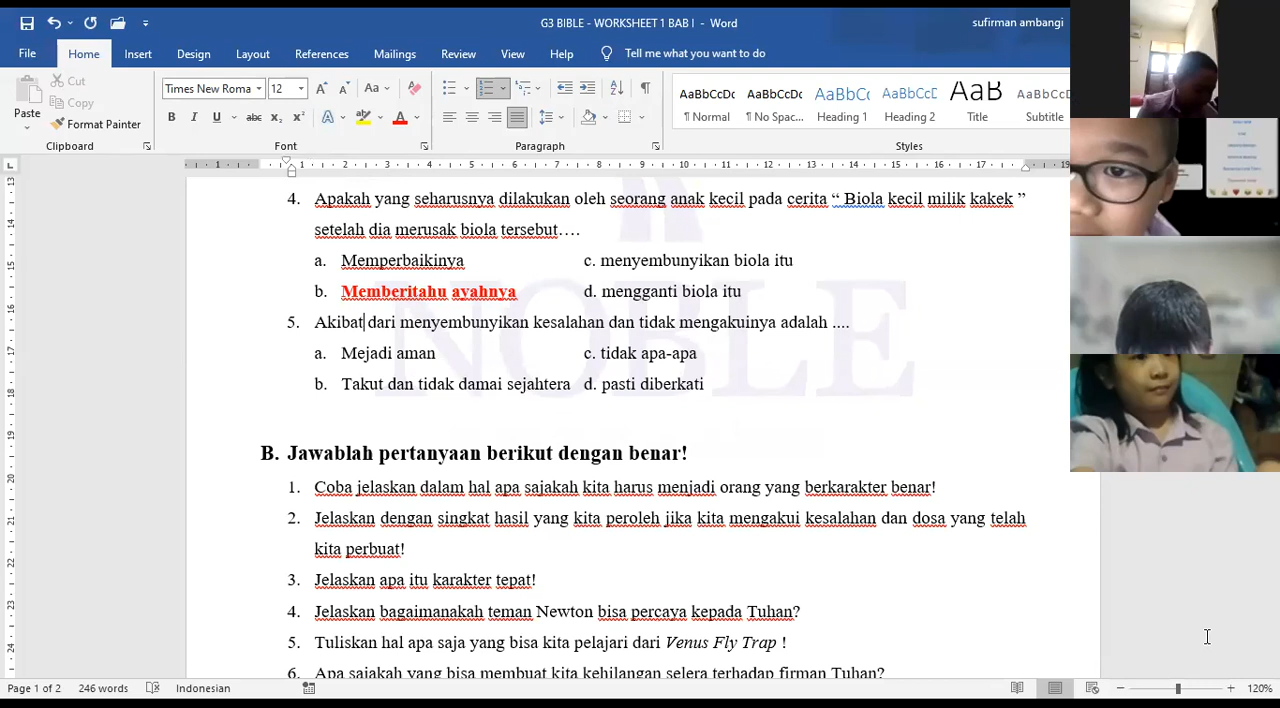 G3 BIBLE - WORKSHEET 1 BAB I - Word
sufirman ambangi
File Home Insert Design Layout References Mailings Review View Help Tell me what you want to do
Paste
Cut
Copy
Format Painter
Clipboard
Times New Roma 12
Font
Paragraph
AaBbCcDc AaBbCcDc AaBbC AaBbCcC AaB AaBbCcD
¶ Normal ¶ No Spac... Heading 1 Heading 2 Title Subtitle
Styles
4. Apakah yang seharusnya dilakukan oleh seorang anak kecil pada cerita “ Biola kecil milik kakek ”
setelah dia merusak biola tersebut….
a. Memperbaikinya c. menyembunyikan biola itu
b. Memberitahu ayahnya d. mengganti biola itu
5. Akibat dari menyembunyikan kesalahan dan tidak mengakuinya adalah ....
a. Mejadi aman c. tidak apa-apa
b. Takut dan tidak damai sejahtera d. pasti diberkati
NOBLE
B. Jawablah pertanyaan berikut dengan benar!
1. Coba jelaskan dalam hal apa sajakah kita harus menjadi orang yang berkarakter benar!
2. Jelaskan dengan singkat hasil yang kita peroleh jika kita mengakui kesalahan dan dosa yang telah
kita perbuat!
3. Jelaskan apa itu karakter tepat!
4. Jelaskan bagaimanakah teman Newton bisa percaya kepada Tuhan?
5. Tuliskan hal apa saja yang bisa kita pelajari dari Venus Fly Trap !
6. Apa sajakah yang bisa membuat kita kehilangan selera terhadap firman Tuhan?
Page 1 of 2 246 words Indonesian 120%